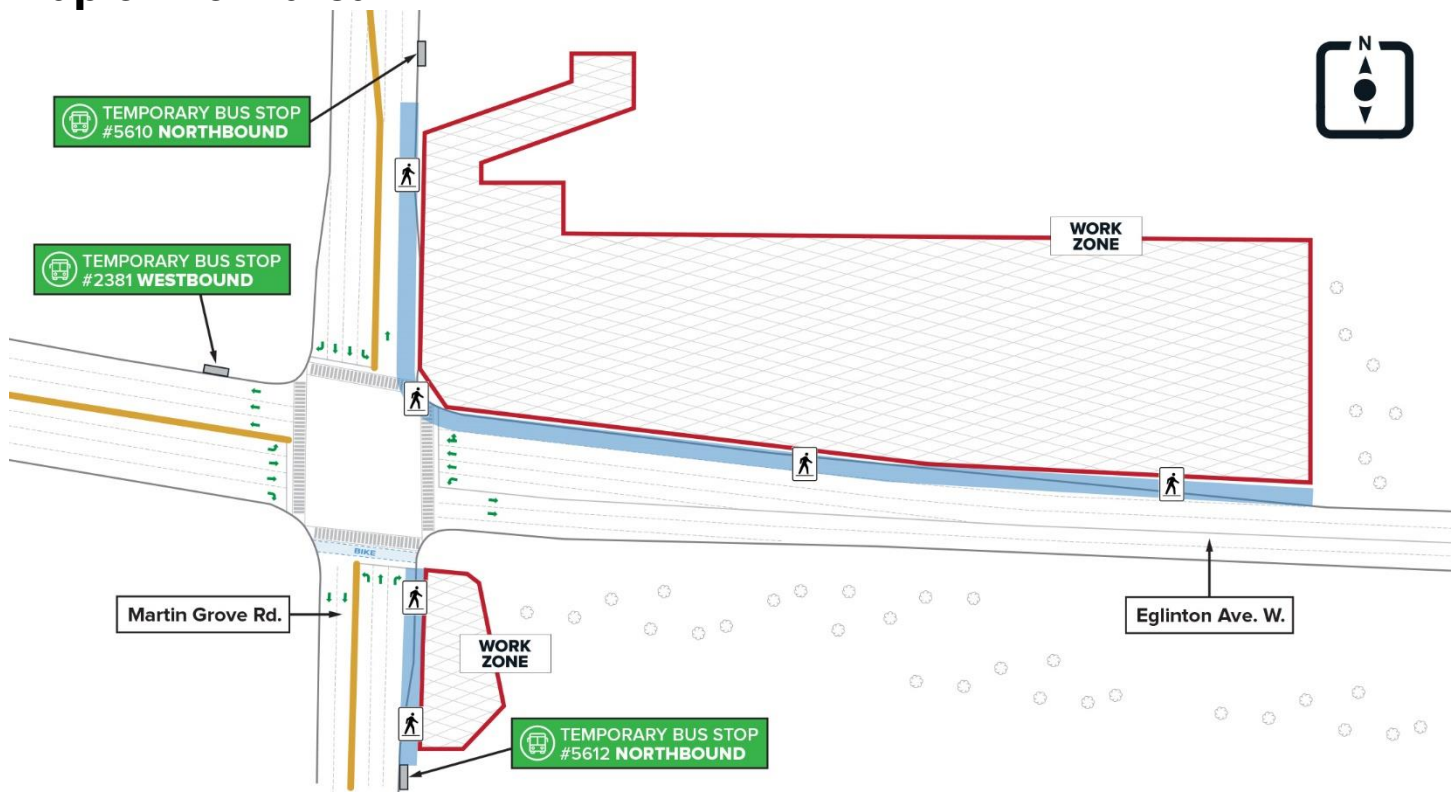 N
TEMPORARY BUS STOP
#5610 NORTHBOUND
WORK
ZONE
TEMPORARY BUS STOP
#2381 WESTBOUND
BIKE
Martin Grove Rd.
Eglinton Ave. W.
WORK
ZONE
TEMPORARY BUS STOP
#5612 NORTHBOUND